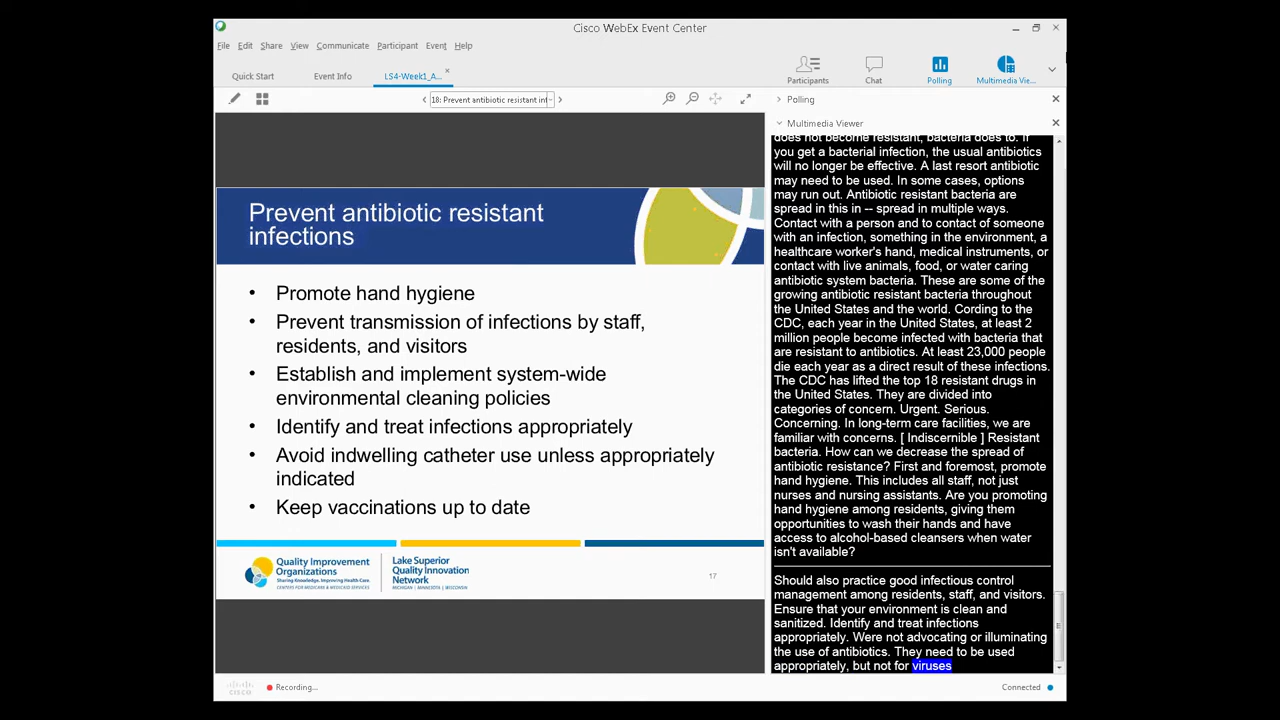 Cisco WebEx Event Center
File Edit Share View Communicate Participant Event Help
Quick Start Event Info LS4-Week1_A...
Participants Chat Polling Multimedia Vie...
18: Prevent antibiotic resistant inf
Polling
Multimedia Viewer
Prevent antibiotic resistant
infections
• Promote hand hygiene
• Prevent transmission of infections by staff,
residents, and visitors
• Establish and implement system-wide
environmental cleaning policies
• Identify and treat infections appropriately
• Avoid indwelling catheter use unless appropriately
indicated
• Keep vaccinations up to date
Quality Improvement
Organizations
Sharing Knowledge. Improving Health Care.
CENTERS FOR MEDICARE & MEDICAID SERVICES
Lake Superior
Quality Innovation
Network
MICHIGAN | MINNESOTA | WISCONSIN
17
does not become resistant, bacteria does to. If
you get a bacterial infection, the usual antibiotics
will no longer be effective. A last resort antibiotic
may need to be used. In some cases, options
may run out. Antibiotic resistant bacteria are
spread in this in -- spread in multiple ways.
Contact with a person and to contact of someone
with an infection, something in the environment, a
healthcare worker's hand, medical instruments, or
contact with live animals, food, or water caring
antibiotic system bacteria. These are some of the
growing antibiotic resistant bacteria throughout
the United States and the world. Cording to the
CDC, each year in the United States, at least 2
million people become infected with bacteria that
are resistant to antibiotics. At least 23,000 people
die each year as a direct result of these infections.
The CDC has lifted the top 18 resistant drugs in
the United States. They are divided into
categories of concern. Urgent. Serious.
Concerning. In long-term care facilities, we are
familiar with concerns. [ Indiscernible ] Resistant
bacteria. How can we decrease the spread of
antibiotic resistance? First and foremost, promote
hand hygiene. This includes all staff, not just
nurses and nursing assistants. Are you promoting
hand hygiene among residents, giving them
opportunities to wash their hands and have
access to alcohol-based cleansers when water
isn't available?
Should also practice good infectious control
management among residents, staff, and visitors.
Ensure that your environment is clean and
sanitized. Identify and treat infections
appropriately. Were not advocating or illuminating
the use of antibiotics. They need to be used
appropriately, but not for viruses
cisco Recording... Connected